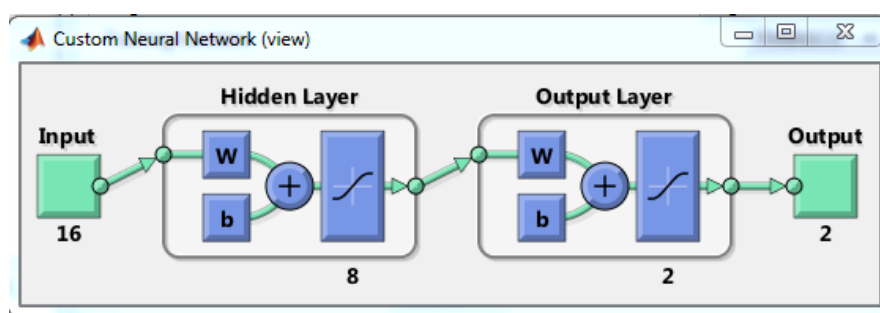 Custom Neural Network (view)
Hidden Layer
Output Layer
Input
Output
W
W
b
b
16
8
2
2